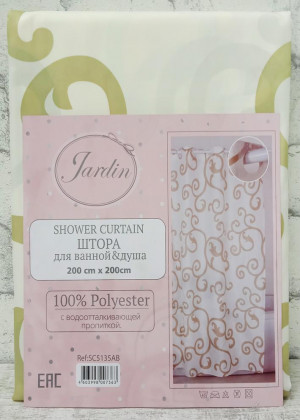 Jardin
SHOWER CURTAIN
ШТОРА
для ванной&душа
200 cm x 200cm
100% Polyester
с водоотталкивающей
пропиткой.
Ref:SC5135AB
EAC